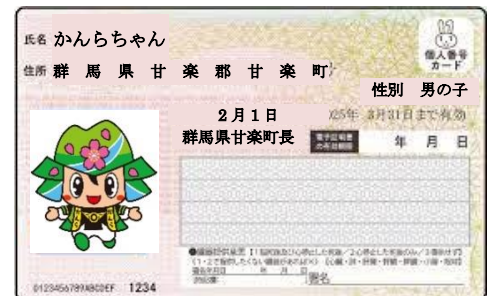 氏名 かんらちゃん
個人番号
カード
住所 群馬県甘楽郡甘楽町
性別 男の子
2月1日
025年 3月31日まで有効
群馬県甘楽町長
電子証明書
の有効期限
年 月 日
署名
0123456789ABCDEF 1234